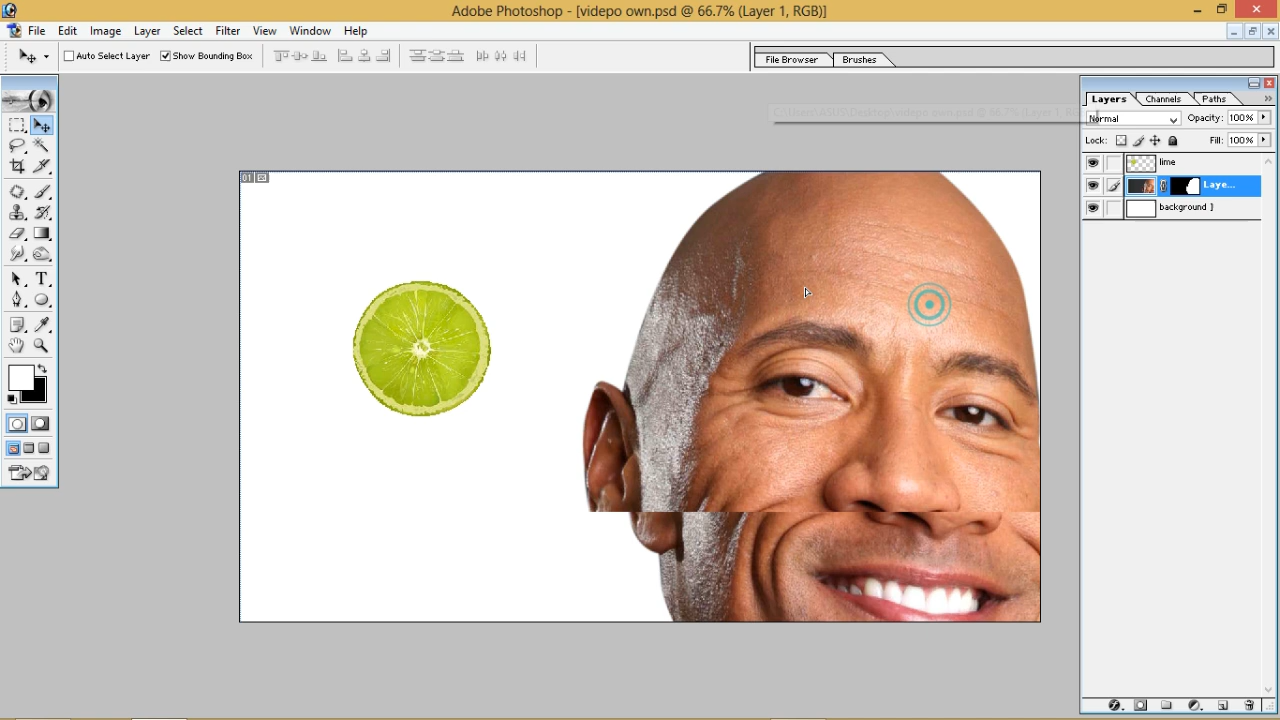 Adobe Photoshop - [videpo own.psd @ 66.7% (Layer 1, RGB)]
File Edit Image Layer Select Filter View Window Help
Auto Select Layer Show Bounding Box
File Browser Brushes
Layers Channels Paths
Normal Opacity: 100%
Lock: Fill: 100%
lime
Laye...
background }
01